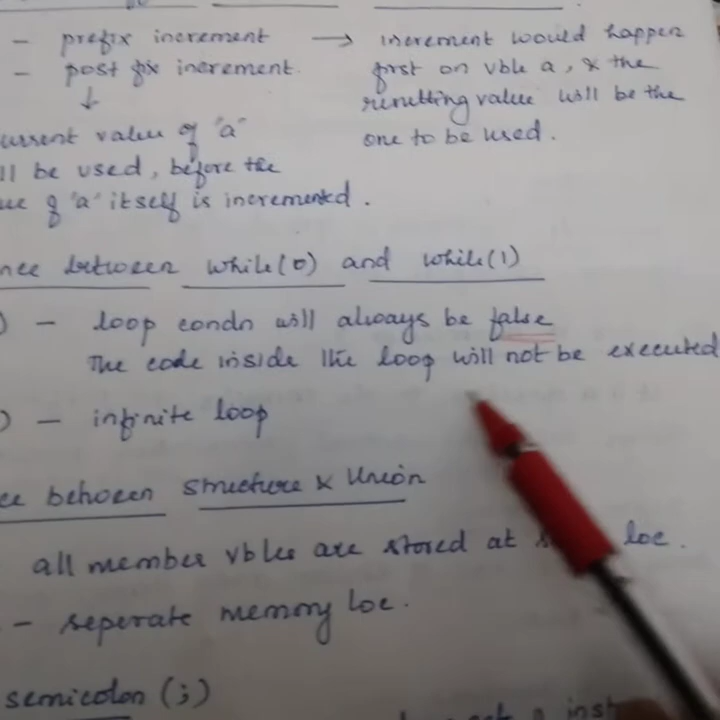 - prefix increment → increment would happen
- post fix increment first on vble a, & the
↓ resulting value will be the
current value of "a" one to be used.
ll be used, before the
ue of "a" itself is incremented.
nce between while(0) and while(1)
) - loop condn will always be false
The code inside the loop will not be executed
) - infinite loop
ce between structure & Union
all member vbles are stored at loc.
- seperate memory loc.
semicolon (;)